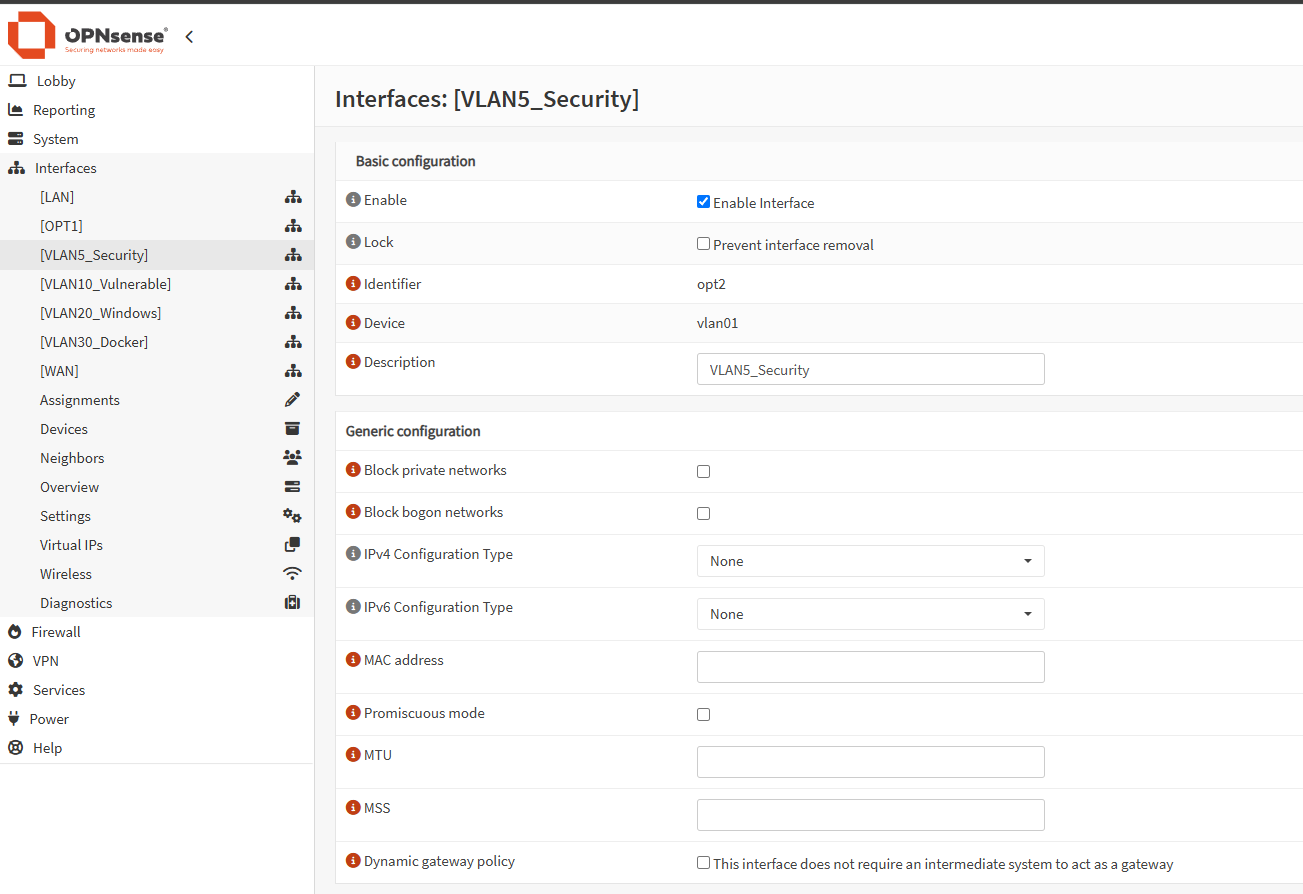 OPNsense®
Securing networks made easy
Lobby
Reporting
System
Interfaces
[LAN]
[OPT1]
[VLAN5_Security]
[VLAN10_Vulnerable]
[VLAN20_Windows]
[VLAN30_Docker]
[WAN]
Assignments
Devices
Neighbors
Overview
Settings
Virtual IPs
Wireless
Diagnostics
Firewall
VPN
Services
Power
Help
Interfaces: [VLAN5_Security]
Basic configuration
Enable Enable Interface
Lock Prevent interface removal
Identifier opt2
Device vlan01
Description VLAN5_Security
Generic configuration
Block private networks
Block bogon networks
IPv4 Configuration Type None
IPv6 Configuration Type None
MAC address
Promiscuous mode
MTU
MSS
Dynamic gateway policy This interface does not require an intermediate system to act as a gateway